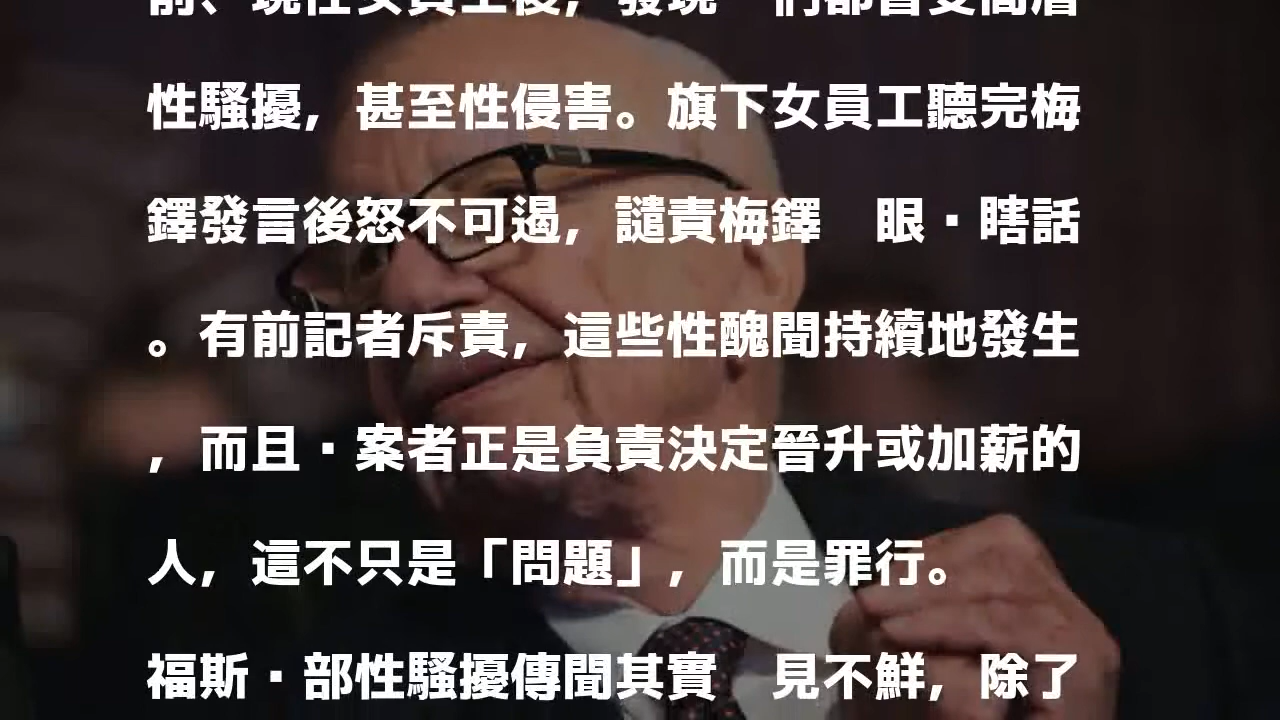 前、現任女員工後，發現　們都曾受高層
性騷擾，甚至性侵害。旗下女員工聽完梅
鐸發言後怒不可遏，譴責梅鐸　眼·瞎話
。有前記者斥責，這些性醜聞持續地發生
，而且·案者正是負責決定晉升或加薪的
人，這不只是「問題」，而是罪行。
福斯·部性騷擾傳聞其實　見不鮮，除了